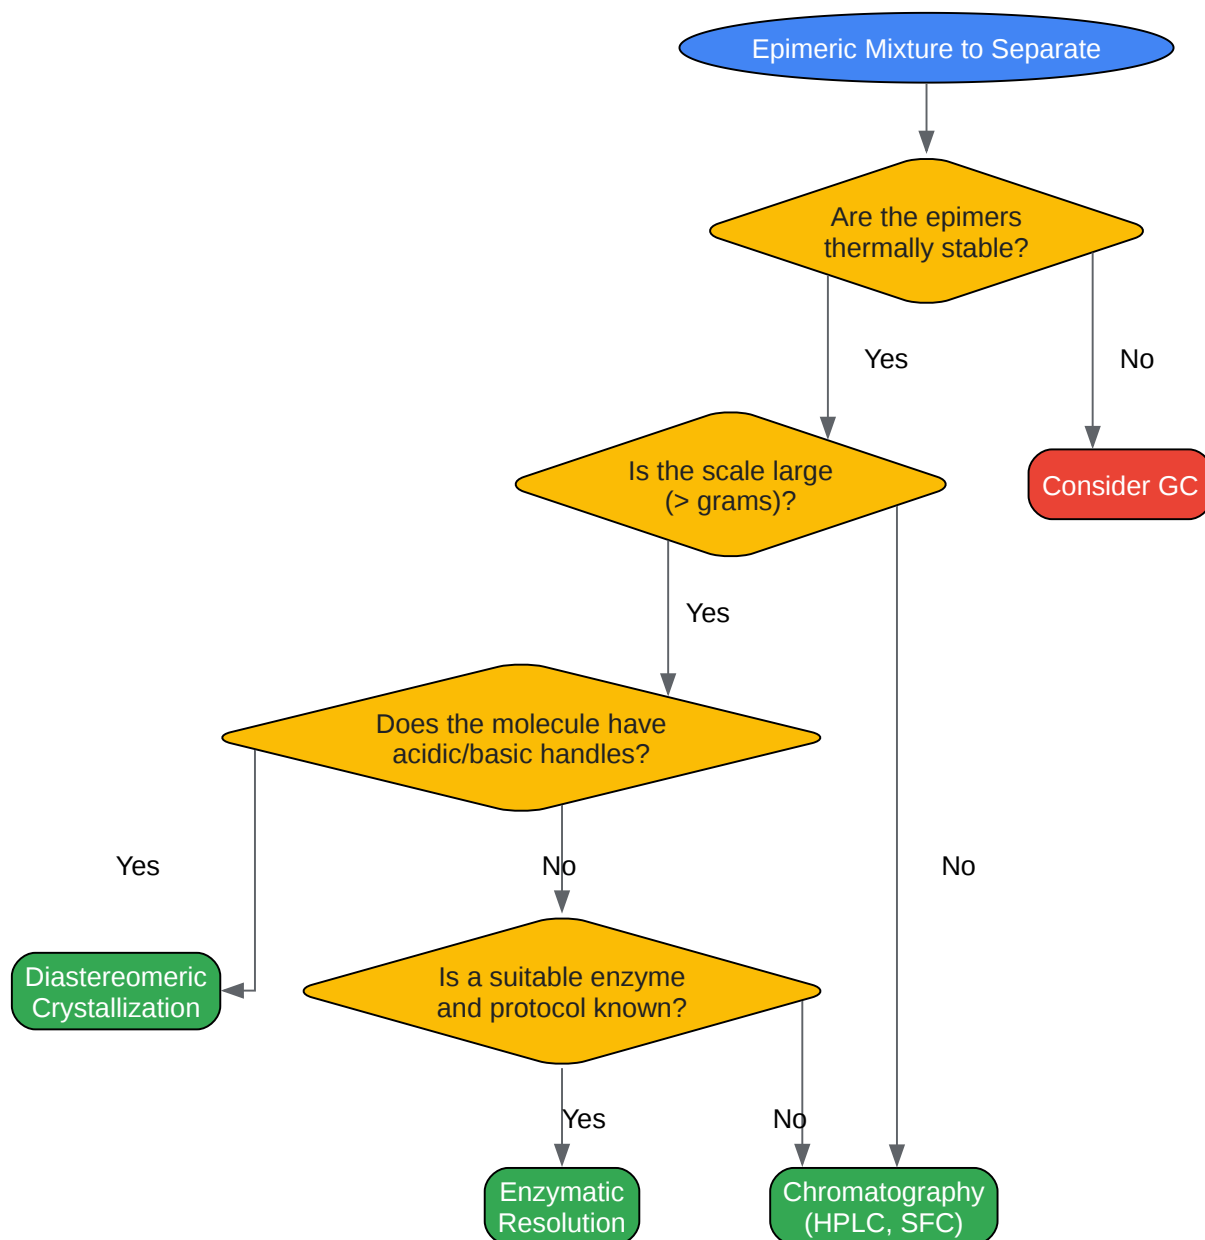 Epimeric Mixture to Separate
Are the epimers
thermally stable?
Yes
No
Is the scale large
(> grams)?
Consider GC
Yes
Does the molecule have
acidic/basic handles?
Yes
No
No
Is a suitable enzyme
and protocol known?
Diastereomeric
Crystallization
Yes
No
Enzymatic
Resolution
Chromatography
(HPLC, SFC)